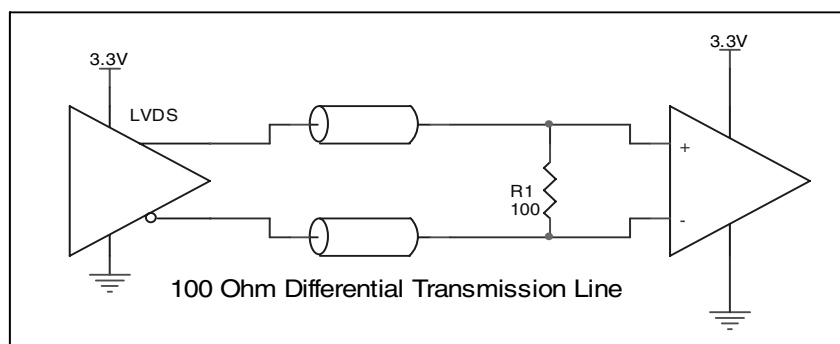 3.3V
3.3V
LVDS
+
R1
100
-
100 Ohm Differential Transmission Line